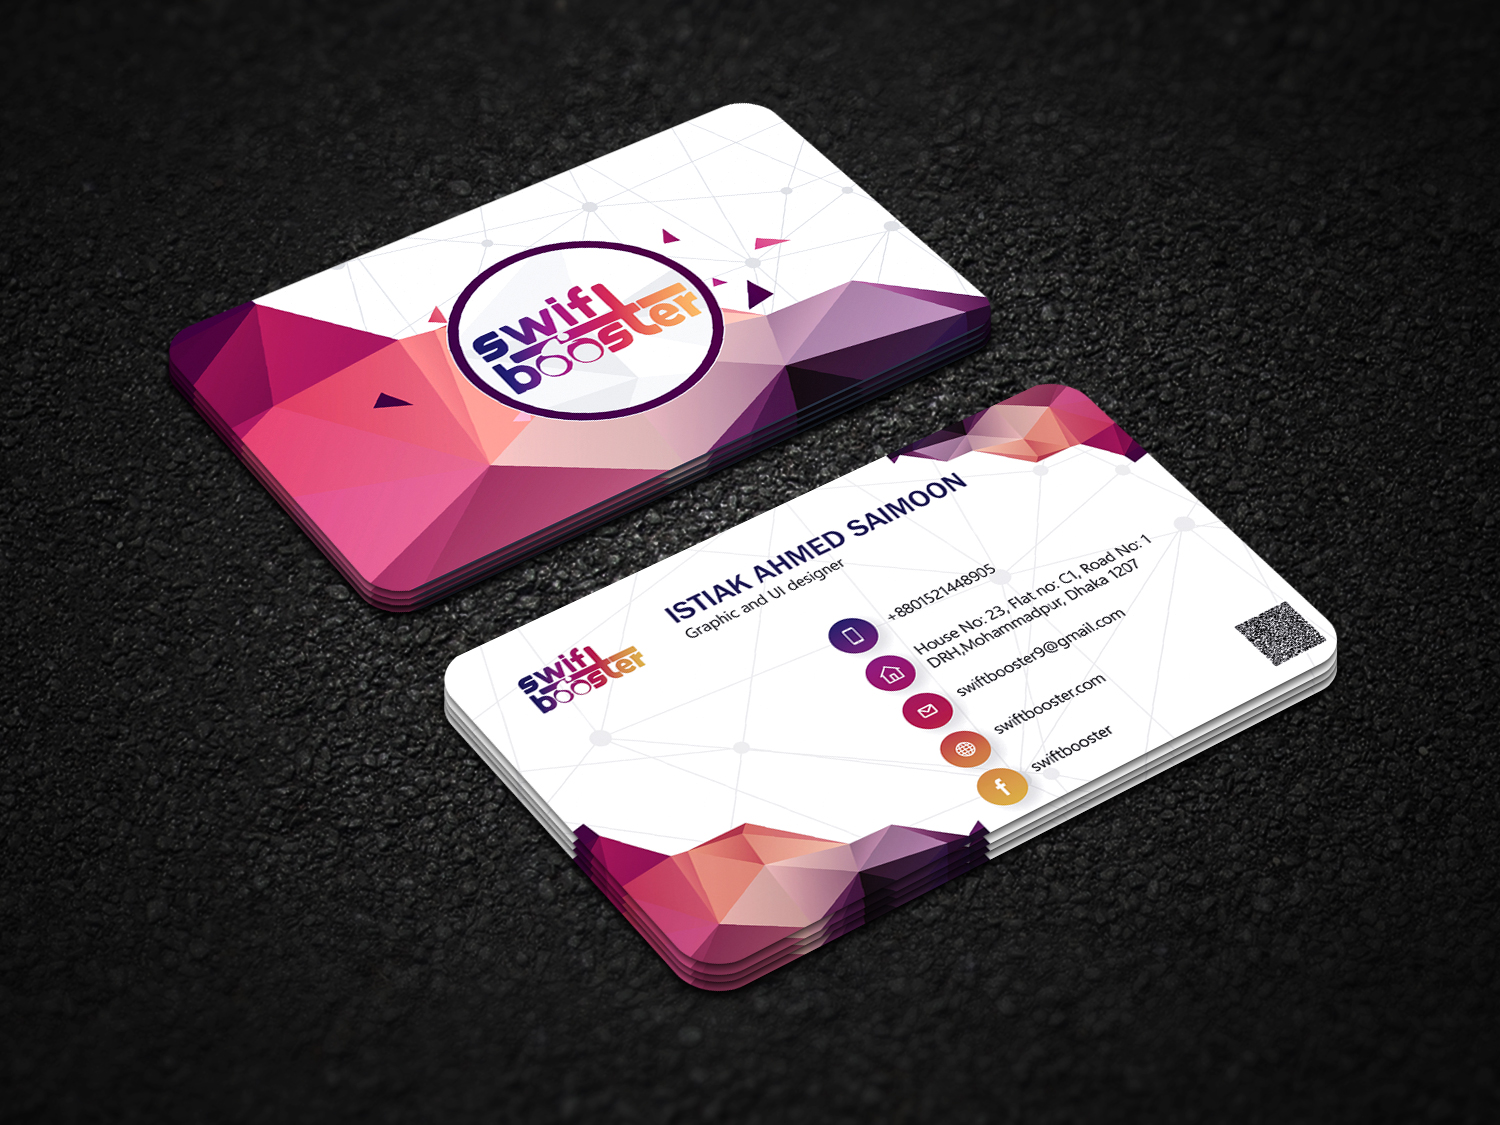 swift
booster
ISTIAK AHMED SAIMOON
Graphic and UI designer
swift
booster
+8801521448905
House No: 23, Flat no: C1, Road No: 1
DRH,Mohammadpur, Dhaka 1207
swiftbooster9@gmail.com
swiftbooster.com
f
swiftbooster